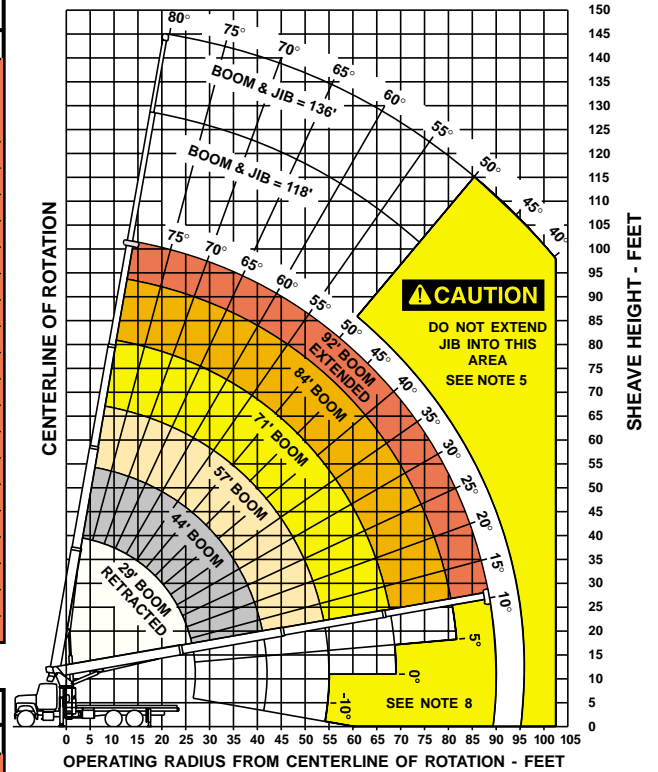 150
145
140
135
130
125
120
115
110
105
100
95
90
85
80
75
70
65
60
55
50
45
40
35
30
25
20
15
10
5
0
SHEAVE HEIGHT - FEET
CENTERLINE OF ROTATION
80°
75°
70°
65°
60°
55°
50°
45°
40°
BOOM & JIB = 136'
BOOM & JIB = 118'
75°
70°
65°
60°
55°
50°
45°
40°
35°
30°
25°
20°
15°
10°
5°
0°
-10°
CAUTION
DO NOT EXTEND
JIB INTO THIS
AREA
SEE NOTE 5
92' BOOM
EXTENDED
84' BOOM
71' BOOM
57' BOOM
44' BOOM
29' BOOM
RETRACTED
SEE NOTE 8
0 5 10 15 20 25 30 35 40 45 50 55 60 65 70 75 80 85 90 95 100 105
OPERATING RADIUS FROM CENTERLINE OF ROTATION - FEET